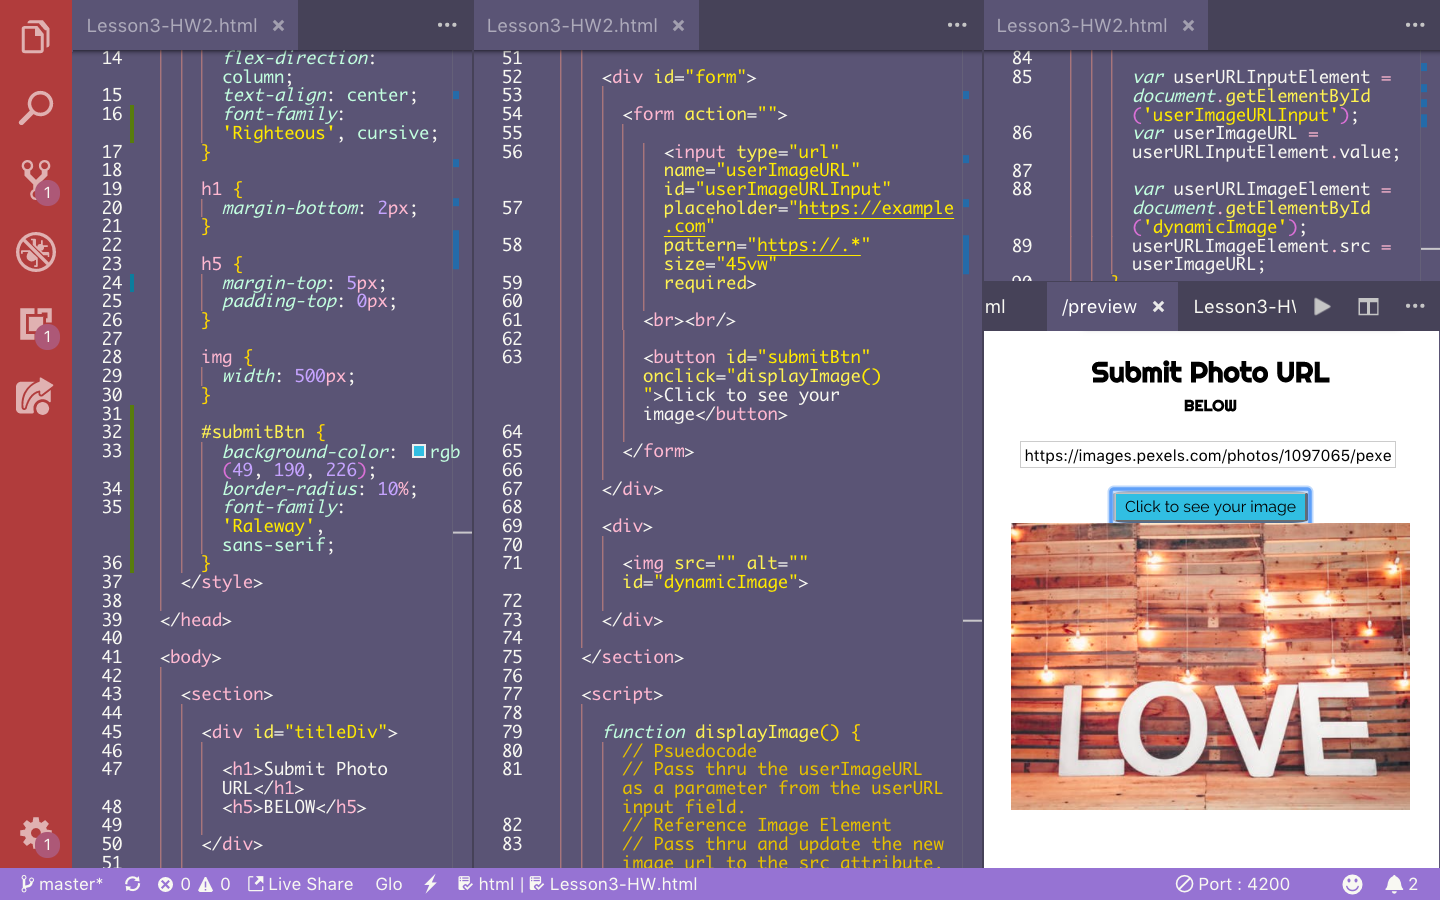 Lesson3-HW2.html × ···
14 flex-direction:
column;
15 text-align: center;
16 font-family:
'Righteous', cursive;
17 }
18
19 h1 {
20 margin-bottom: 2px;
21 }
22
23 h5 {
24 margin-top: 5px;
25 padding-top: 0px;
26 }
27
28 img {
29 width: 500px;
30 }
31
32 #submitBtn {
33 background-color: rgb
(49, 190, 226);
34 border-radius: 10%;
35 font-family:
'Raleway',
sans-serif;
36 }
37 </style>
38
39 </head>
40
41 <body>
42
43 <section>
44
45 <div id="titleDiv">
46
47 <h1>Submit Photo
URL</h1>
48 <h5>BELOW</h5>
49
50 </div>
51
Lesson3-HW2.html × ···
51
52 <div id="form">
53
54 <form action="">
55
56 <input type="url"
name="userImageURL"
id="userImageURLInput"
57 placeholder="https://example
.com"
58 pattern="https://.*"
size="45vw"
59 required>
60
61 <br><br/>
62
63 <button id="submitBtn"
onclick="displayImage()
">Click to see your
image</button>
64
65 </form>
66
67 </div>
68
69 <div>
70
71 <img src="" alt=""
id="dynamicImage">
72
73 </div>
74
75 </section>
76
77 <script>
78
79 function displayImage() {
80 // Psuedocode
81 // Pass thru the userImageURL
as a parameter from the userURL
input field.
82 // Reference Image Element
83 // Pass thru and update the new
image url to the src attribute.
Lesson3-HW2.html × ···
84
85 var userURLInputElement =
document.getElementById
('userImageURLInput');
86 var userImageURL =
userURLInputElement.value;
87
88 var userURLImageElement =
document.getElementById
('dynamicImage');
89 userURLImageElement.src =
userImageURL;
90 }
ml /preview × Lesson3-H ···
Submit Photo URL
BELOW
https://images.pexels.com/photos/1097065/pexe
Click to see your image
LOVE
1
1
1
master* 0 0 Live Share Glo html | Lesson3-HW.html Port : 4200 2